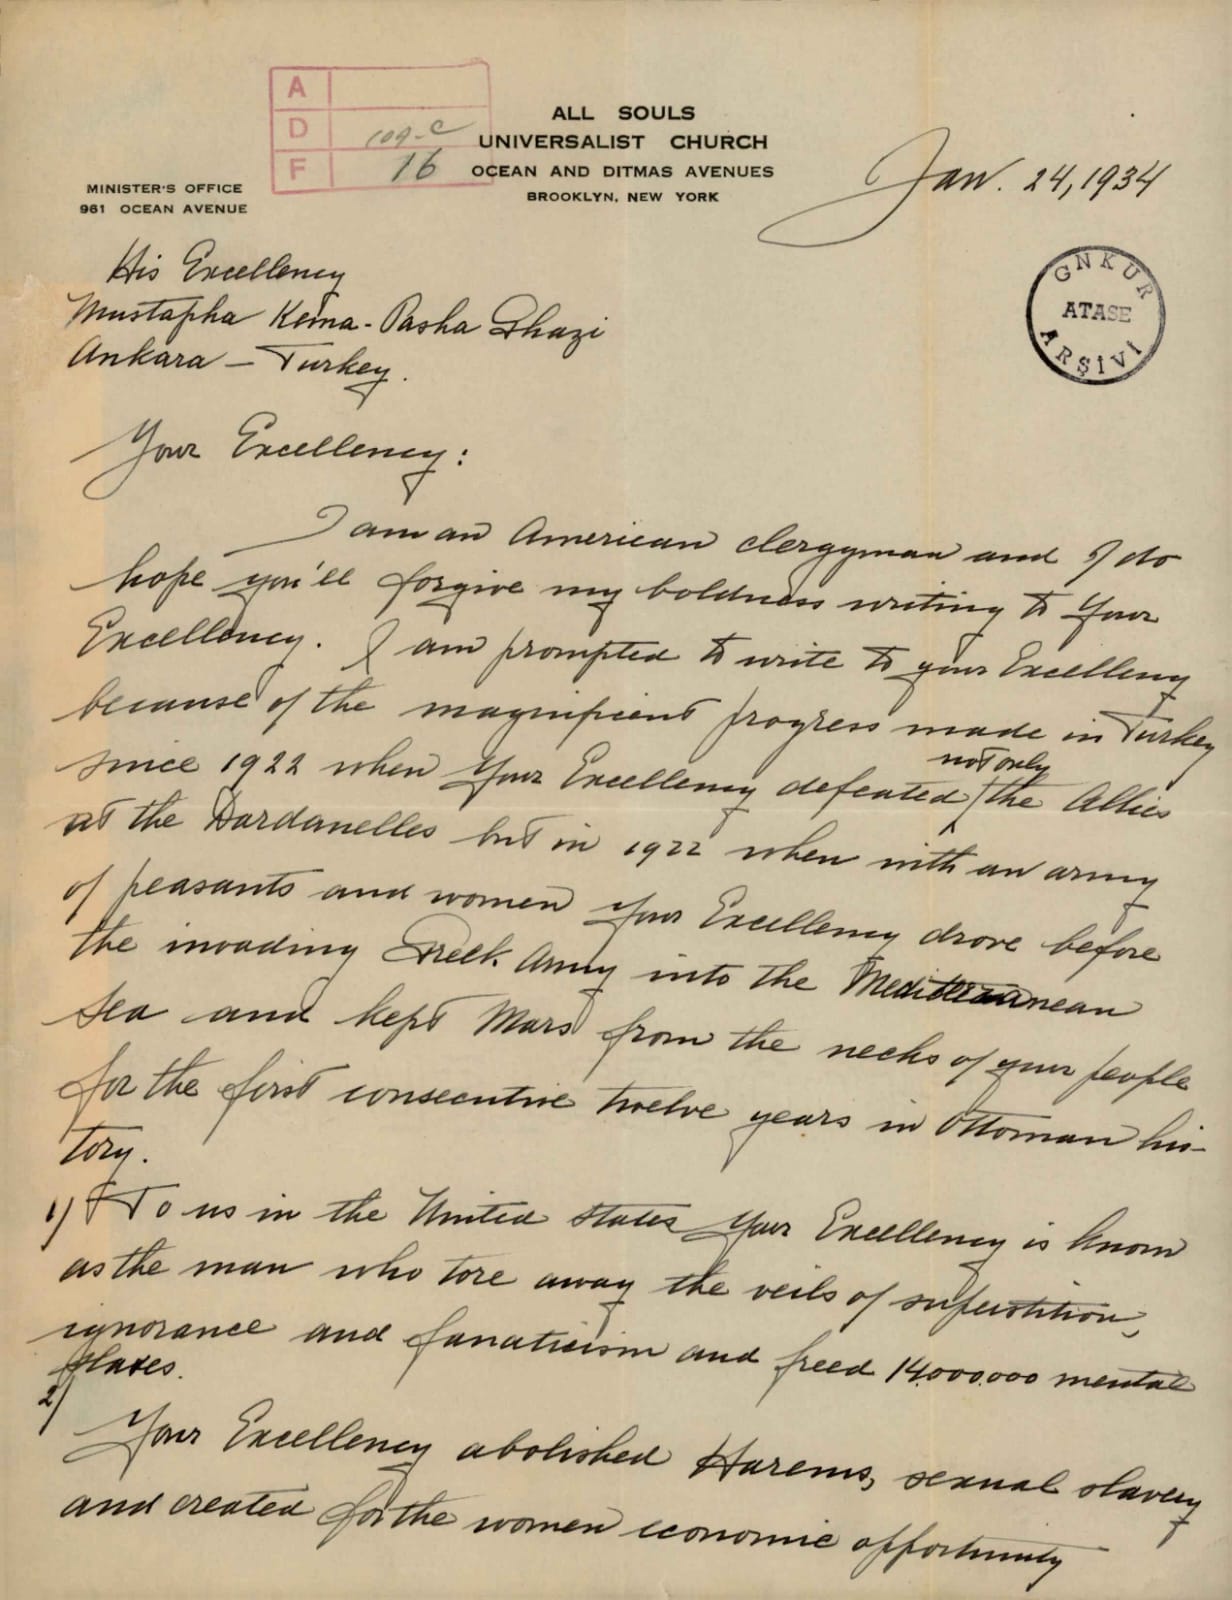 A
D 109-C
F 16
ALL SOULS
UNIVERSALIST CHURCH
OCEAN AND DITMAS AVENUES
BROOKLYN, NEW YORK
MINISTER'S OFFICE
961 OCEAN AVENUE
Jan. 24, 1934
GNKUR
ATASE
ARŞİVİ
His Excellency
Mustapha Kema-Pasha Ghazi
Ankara - Turkey.
Your Excellency:
I am an American clergyman and I do
hope you'll forgive my boldness writing to Your
Excellency. I am prompted to write to your Excellency
because of the magnificent progress made in Turkey
since 1922 when Your Excellency defeated not only the Allies
at the Dardanelles but in 1922 when with an army
of peasants and women your Excellency drove before
the invading Greek Army into the Mediterranean
Sea and kept Mars from the necks of your people
for the first consecutive twelve years in Ottoman his-
tory.
1) To us in the United States Your Excellency is known
as the man who tore away the veils of superstition,
ignorance and fanaticism and freed 14,000.000 mental
slaves.
2)
Your Excellency abolished Harems, sexual slavery
and created for the women economic opportunity